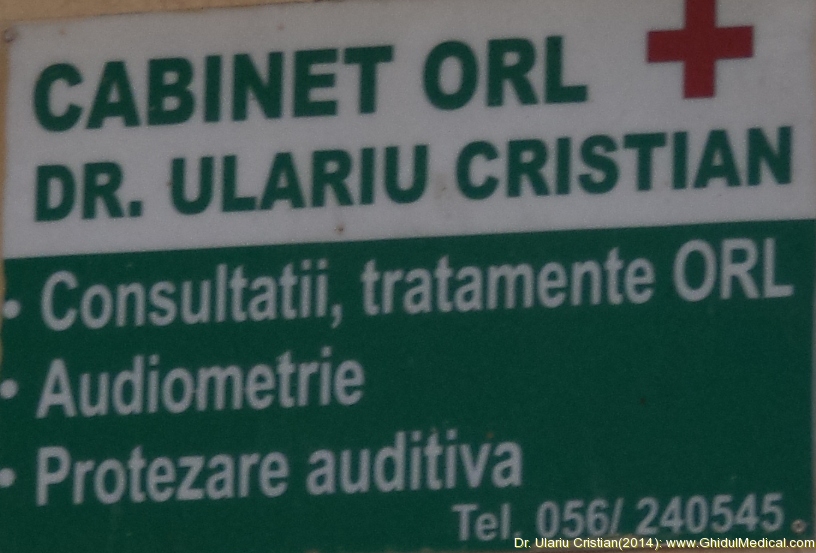 CABINET ORL
DR. ULARIU CRISTIAN
• Consultatii, tratamente ORL
• Audiometrie
• Protezare auditiva
Tel. 056/ 240545
Dr. Ulariu Cristian(2014): www.GhidulMedical.com